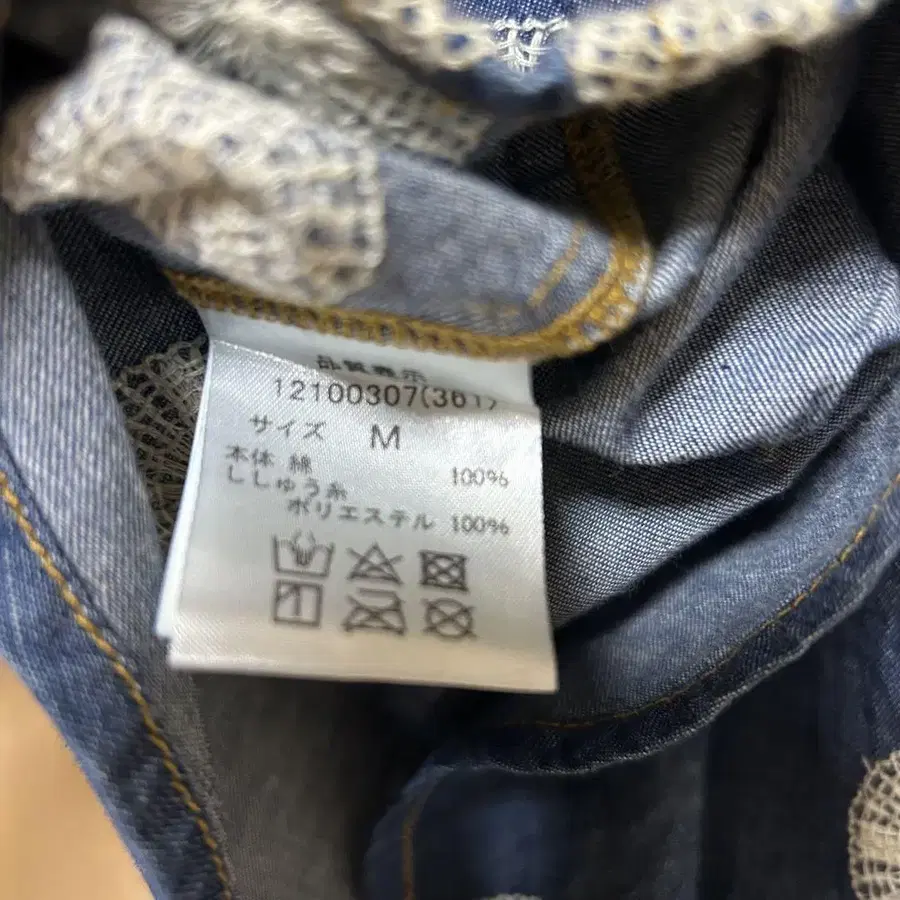 品質表示
12100307(361)
サイズ M
本体 綿 100%
ししゅう糸
ポリエステル 100%